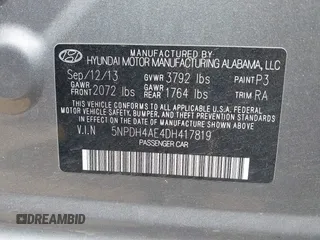 MANUFACTURED BY
HYUNDAI MOTOR MANUFACTURING ALABAMA, LLC
Sep/12/13 GVWR 3792 lbs PAINT P3
GAWR FRONT 2072 lbs GAWR REAR 1764 lbs TRIM RA
THIS VEHICLE CONFORMS TO ALL APPLICABLE
FEDERAL MOTOR VEHICLE SAFETY, BUMPER, AND
THEFT PREVENTION STANDARDS IN EFFECT ON THE
DATE OF MANUFACTURE SHOWN ABOVE.
V.I.N 5NPDH4AE4DH417819
PASSENGER CAR
DREAMBID